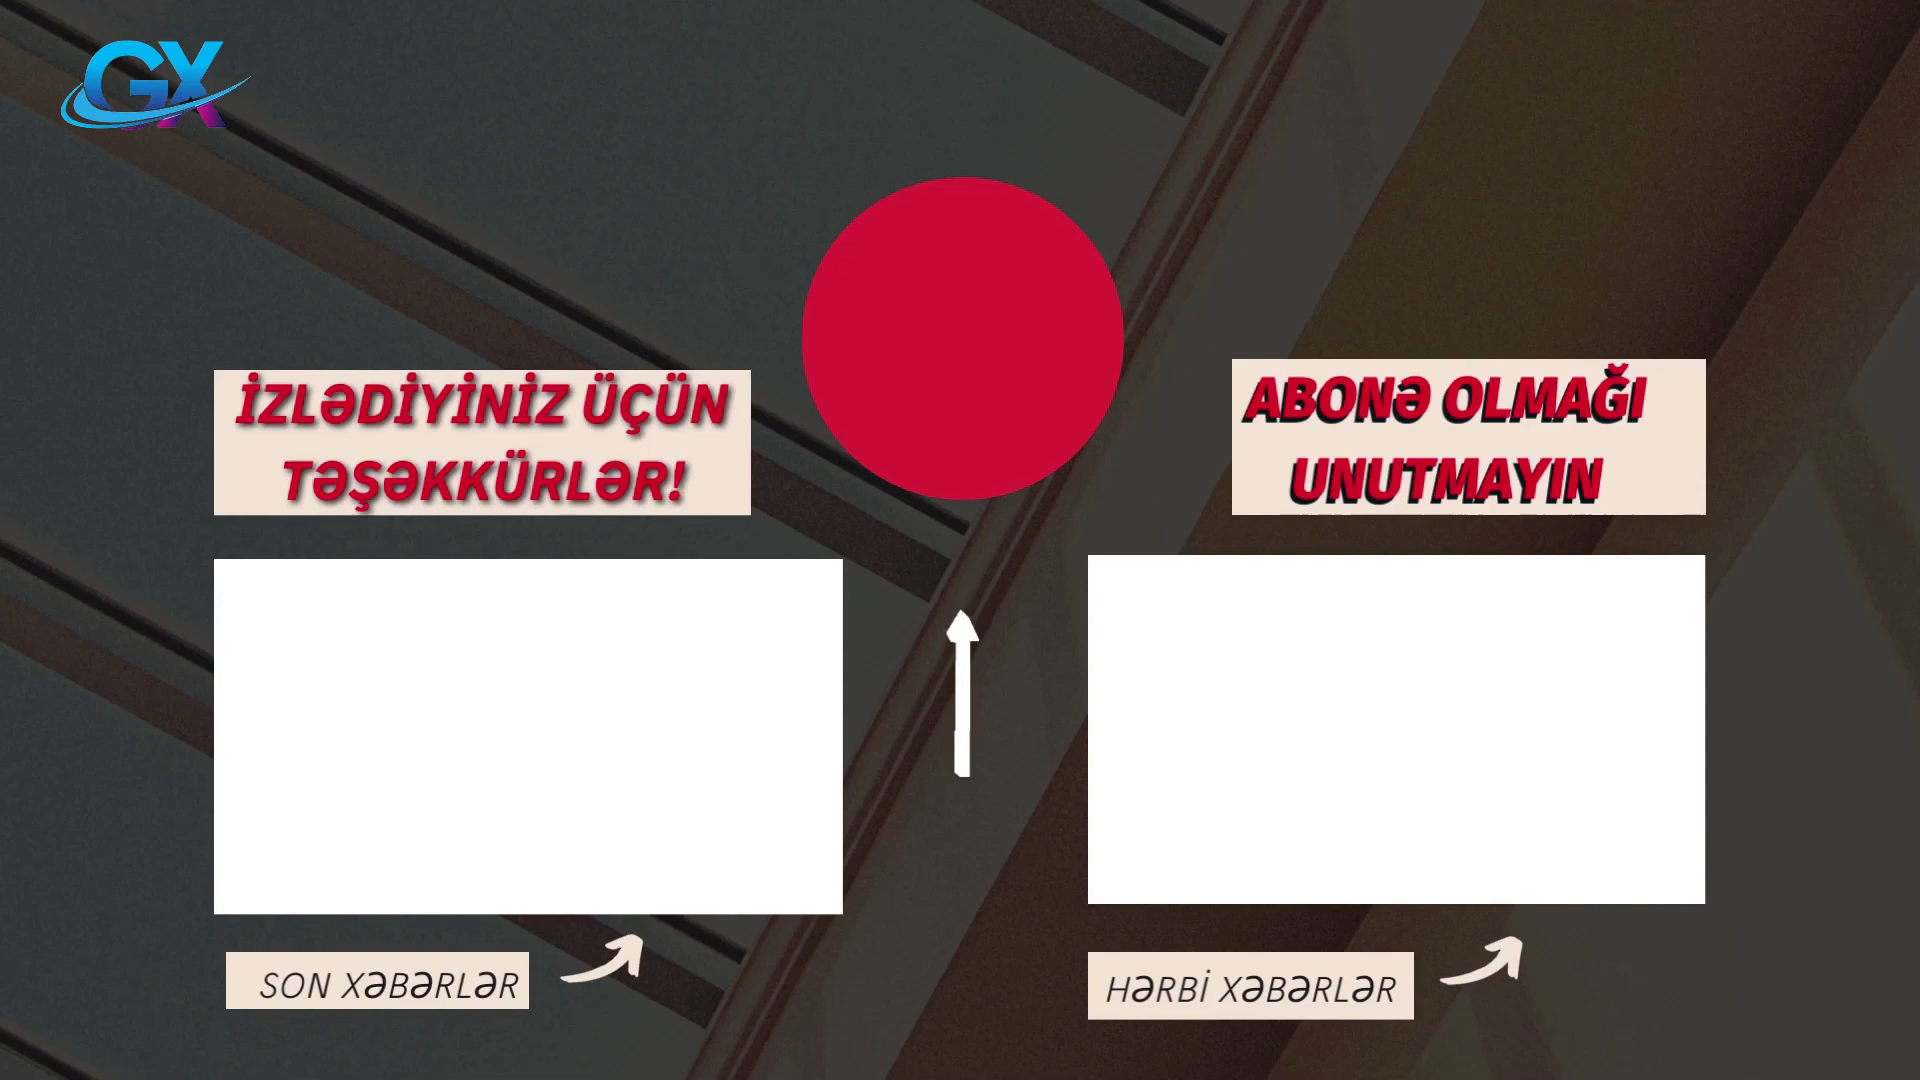 GX
İZLƏDİYİNİZ ÜÇÜN
TƏŞƏKKÜRLƏR!
ABONƏ OLMAĞI
UNUTMAYIN
SON XƏBƏRLƏR
HƏRBİ XƏBƏRLƏR